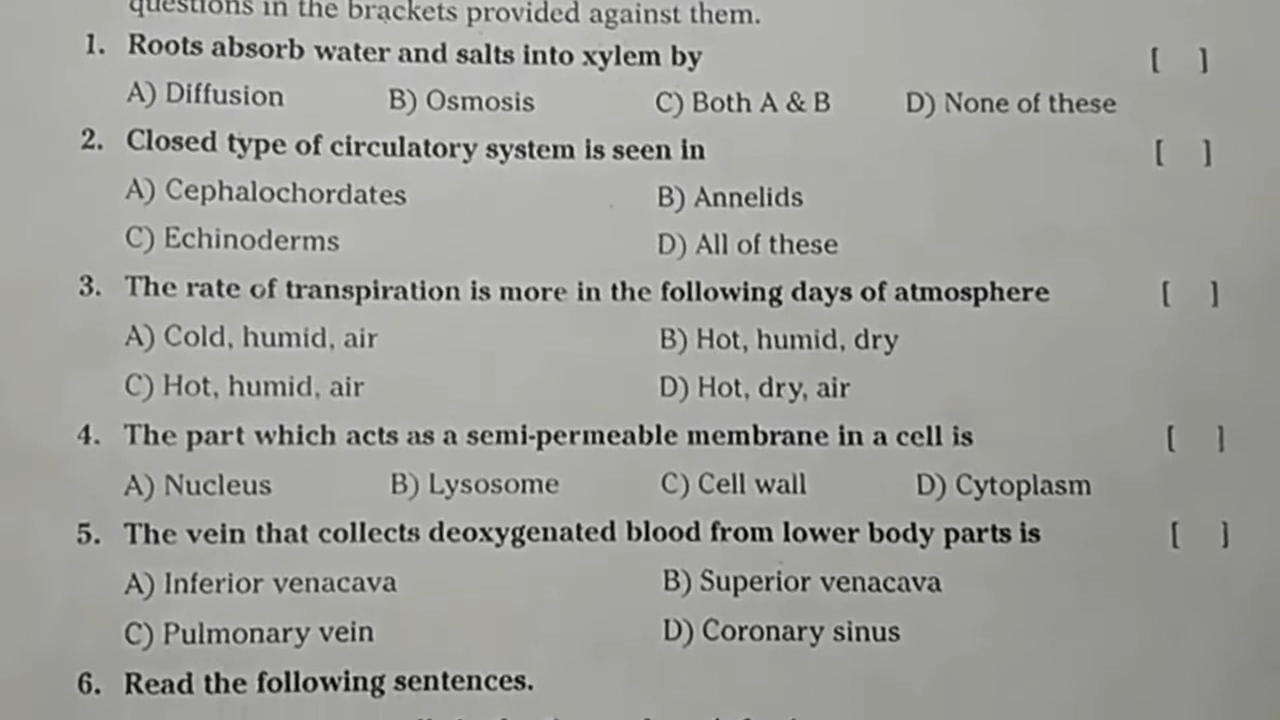 questions in the brackets provided against them.
1. Roots absorb water and salts into xylem by [ ]
A) Diffusion B) Osmosis C) Both A & B D) None of these
2. Closed type of circulatory system is seen in [ ]
A) Cephalochordates B) Annelids
C) Echinoderms D) All of these
3. The rate of transpiration is more in the following days of atmosphere [ ]
A) Cold, humid, air B) Hot, humid, dry
C) Hot, humid, air D) Hot, dry, air
4. The part which acts as a semi-permeable membrane in a cell is [ ]
A) Nucleus B) Lysosome C) Cell wall D) Cytoplasm
5. The vein that collects deoxygenated blood from lower body parts is [ ]
A) Inferior venacava B) Superior venacava
C) Pulmonary vein D) Coronary sinus
6. Read the following sentences.